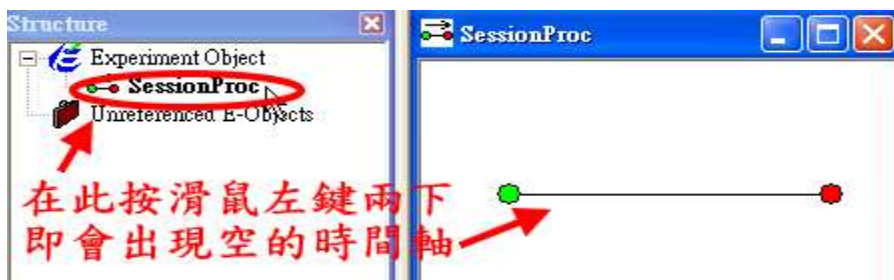 Structure
Experiment Object
SessionProc
Unreferenced E-Objects
在此按滑鼠左鍵兩下
即會出現空的時間軸
SessionProc